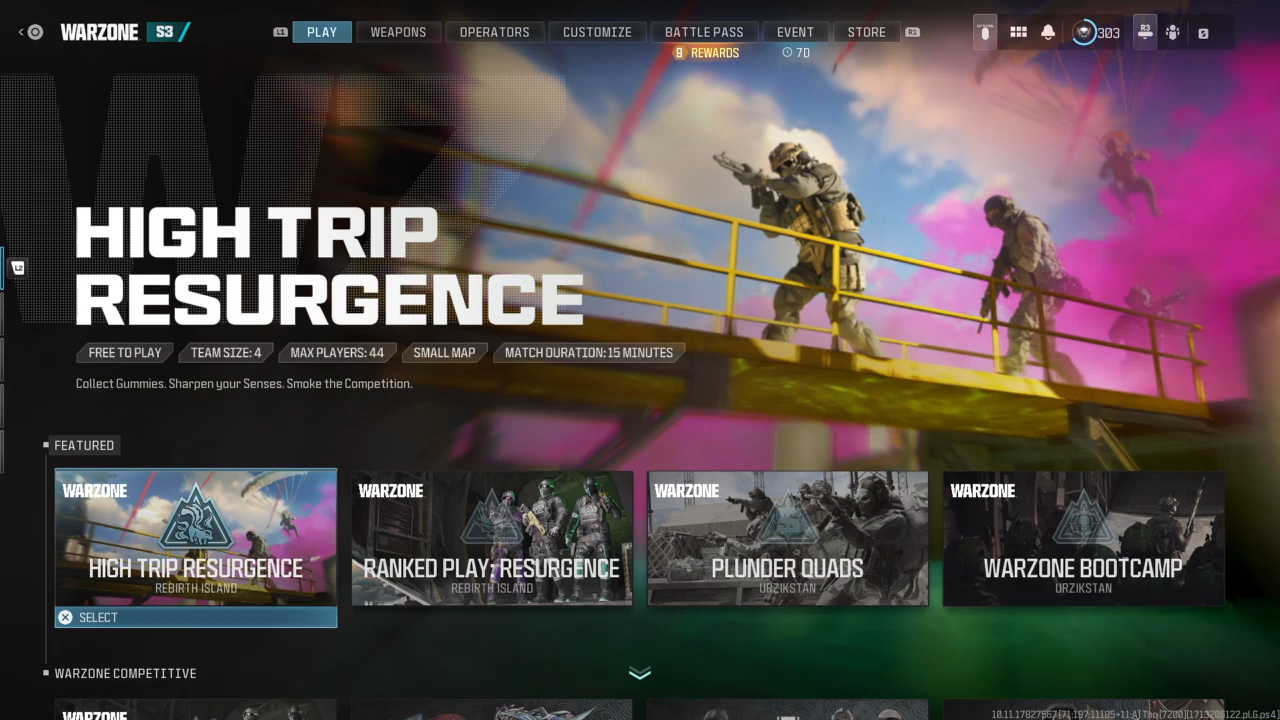 WARZONE S3
L1 PLAY WEAPONS OPERATORS CUSTOMIZE BATTLE PASS EVENT STORE R1
303 R3 0
9 REWARDS 7D
HIGH TRIP
RESURGENCE
L2
FREE TO PLAY TEAM SIZE: 4 MAX PLAYERS: 44 SMALL MAP MATCH DURATION: 15 MINUTES
Collect Gummies. Sharpen your Senses. Smoke the Competition.
FEATURED
WARZONE
HIGH TRIP RESURGENCE
REBIRTH ISLAND
SELECT
WARZONE
RANKED PLAY: RESURGENCE
REBIRTH ISLAND
WARZONE
PLUNDER QUADS
URZIKSTAN
WARZONE
WARZONE BOOTCAMP
URZIKSTAN
WARZONE COMPETITIVE
WARZONE